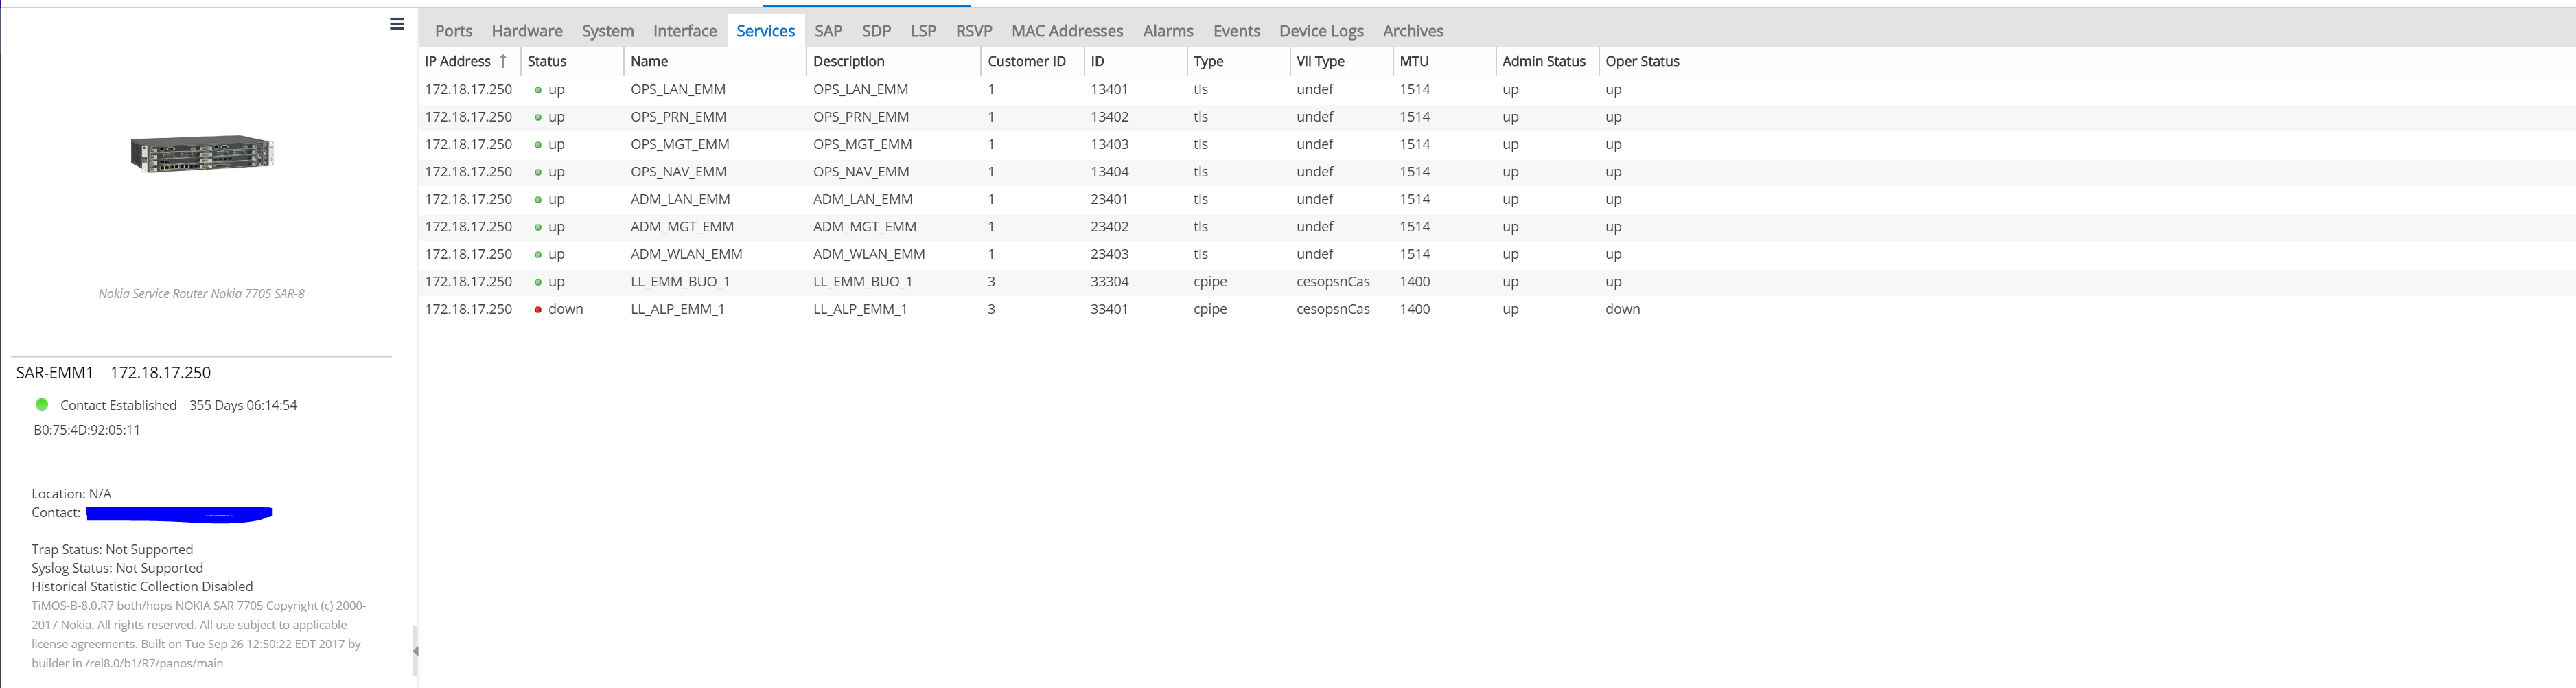 Ports Hardware System Interface Services SAP SDP LSP RSVP MAC Addresses Alarms Events Device Logs Archives
IP Address ↑ Status Name Description Customer ID ID Type Vll Type MTU Admin Status Oper Status
172.18.17.250 up OPS_LAN_EMM OPS_LAN_EMM 1 13401 tls undef 1514 up up
172.18.17.250 up OPS_PRN_EMM OPS_PRN_EMM 1 13402 tls undef 1514 up up
172.18.17.250 up OPS_MGT_EMM OPS_MGT_EMM 1 13403 tls undef 1514 up up
172.18.17.250 up OPS_NAV_EMM OPS_NAV_EMM 1 13404 tls undef 1514 up up
172.18.17.250 up ADM_LAN_EMM ADM_LAN_EMM 1 23401 tls undef 1514 up up
172.18.17.250 up ADM_MGT_EMM ADM_MGT_EMM 1 23402 tls undef 1514 up up
172.18.17.250 up ADM_WLAN_EMM ADM_WLAN_EMM 1 23403 tls undef 1514 up up
172.18.17.250 up LL_EMM_BUO_1 LL_EMM_BUO_1 3 33304 cpipe cesopsnCas 1400 up up
172.18.17.250 down LL_ALP_EMM_1 LL_ALP_EMM_1 3 33401 cpipe cesopsnCas 1400 up down
Nokia Service Router Nokia 7705 SAR-8
SAR-EMM1 172.18.17.250
Contact Established 355 Days 06:14:54
B0:75:4D:92:05:11
Location: N/A
Contact:
Trap Status: Not Supported
Syslog Status: Not Supported
Historical Statistic Collection Disabled
TiMOS-B-8.0.R7 both/hops NOKIA SAR 7705 Copyright (c) 2000-
2017 Nokia. All rights reserved. All use subject to applicable
license agreements. Built on Tue Sep 26 12:50:22 EDT 2017 by
builder in /rel8.0/b1/R7/panos/main